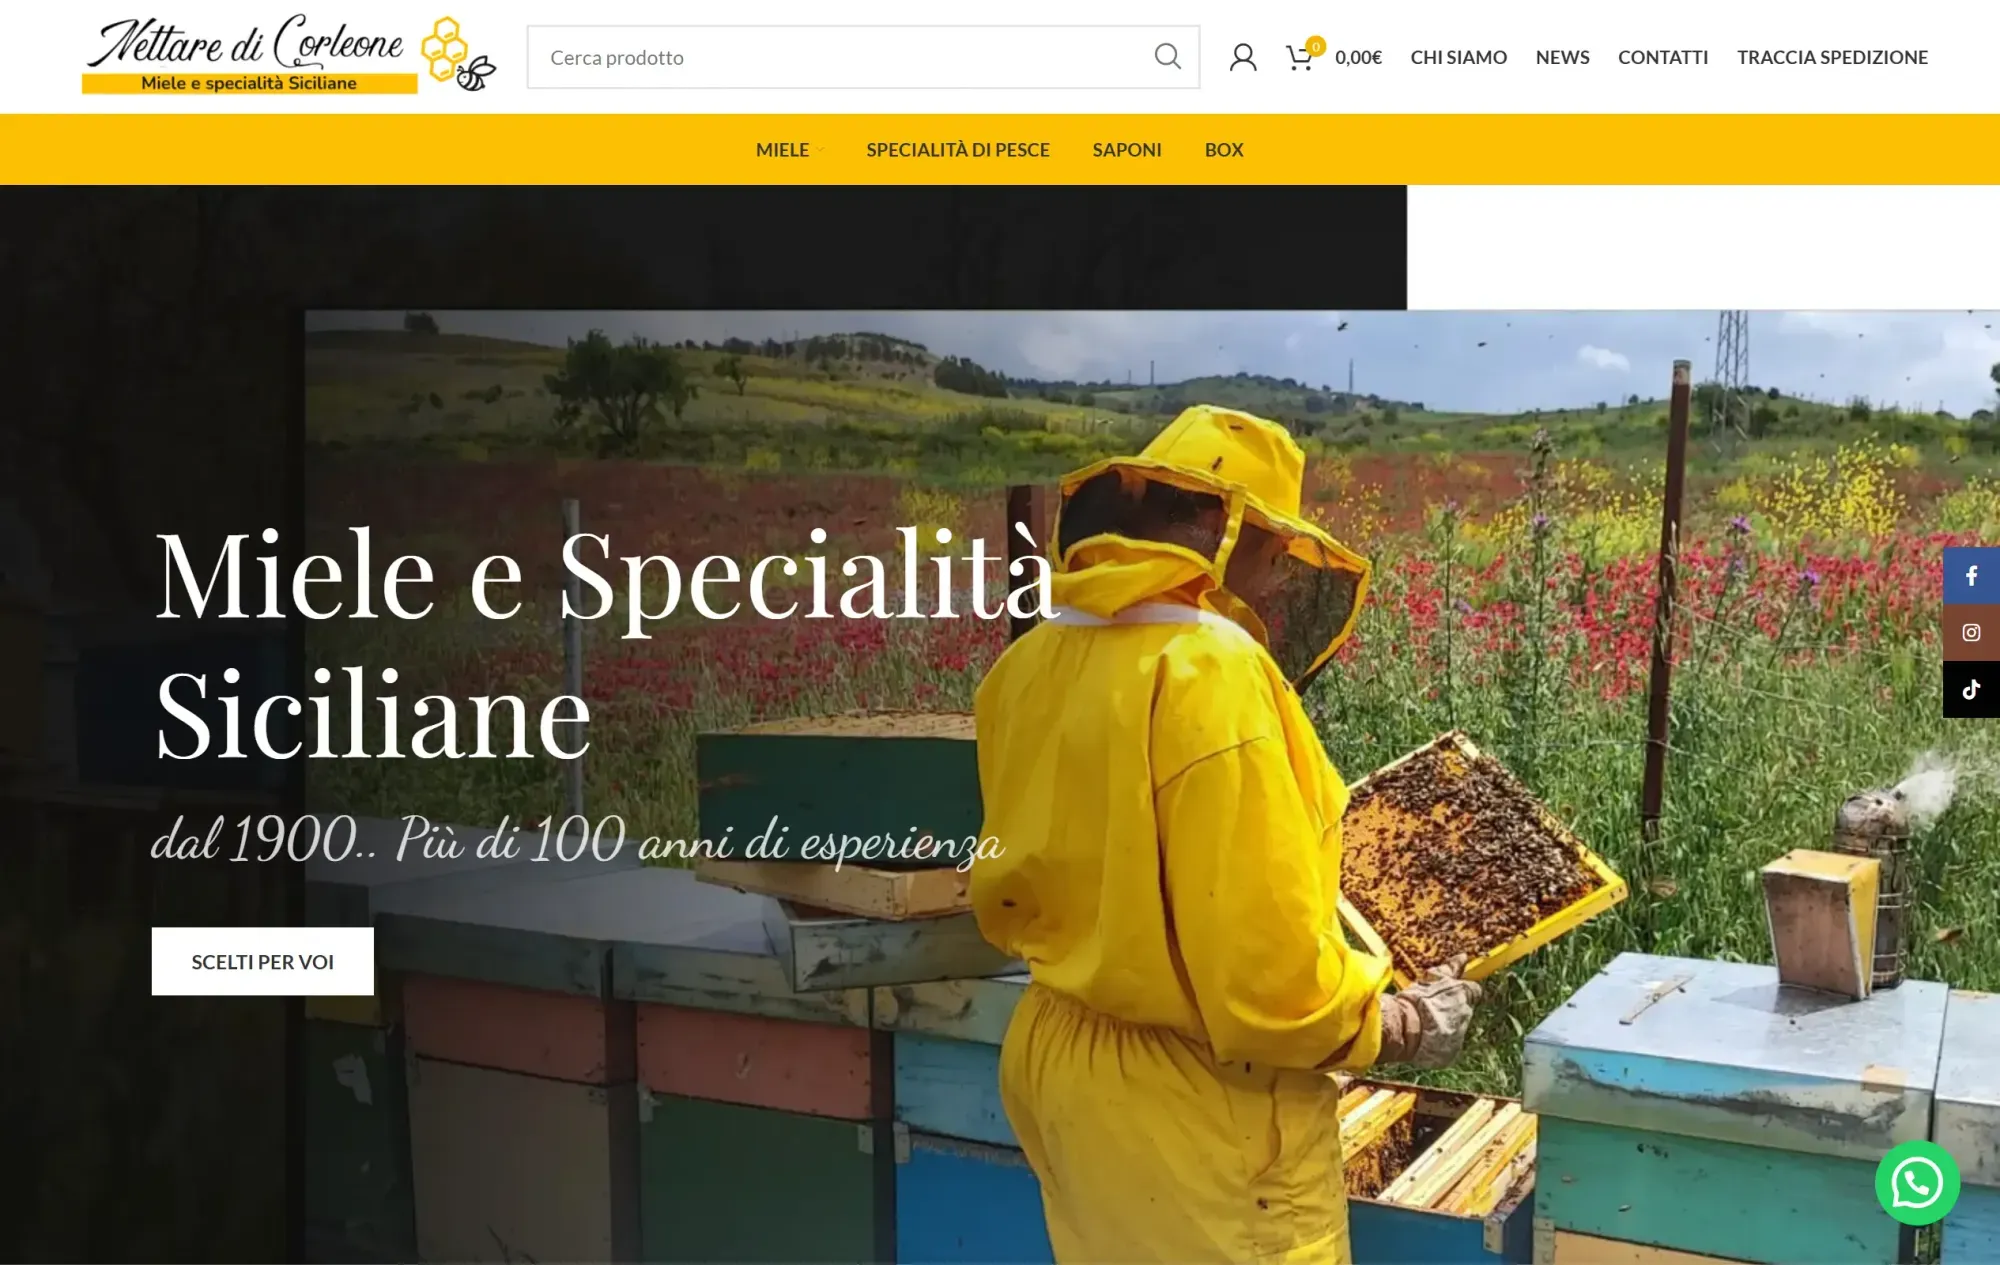 Nettare di Corleone
Miele e specialità Siciliane
Cerca prodotto
0
0,00€
CHI SIAMO
NEWS
CONTATTI
TRACCIA SPEDIZIONE
MIELE
SPECIALITÀ DI PESCE
SAPONI
BOX
Miele e Specialità
Siciliane
dal 1900.. Più di 100 anni di esperienza
SCELTI PER VOI